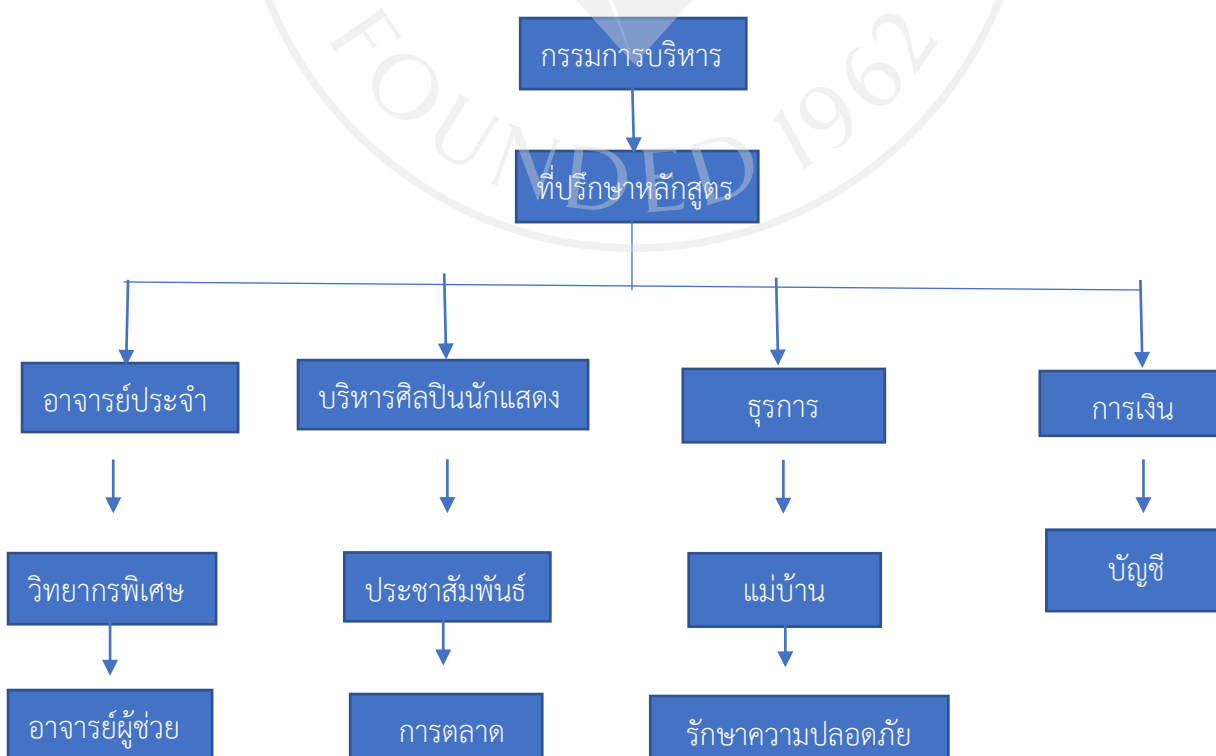 FOUNDED 1962
กรรมการบริหาร
ที่ปรึกษาหลักสูตร
อาจารย์ประจำ
บริหารศิลปินนักแสดง
ธุรการ
การเงิน
วิทยากรพิเศษ
ประชาสัมพันธ์
แม่บ้าน
บัญชี
อาจารย์ผู้ช่วย
การตลาด
รักษาความปลอดภัย